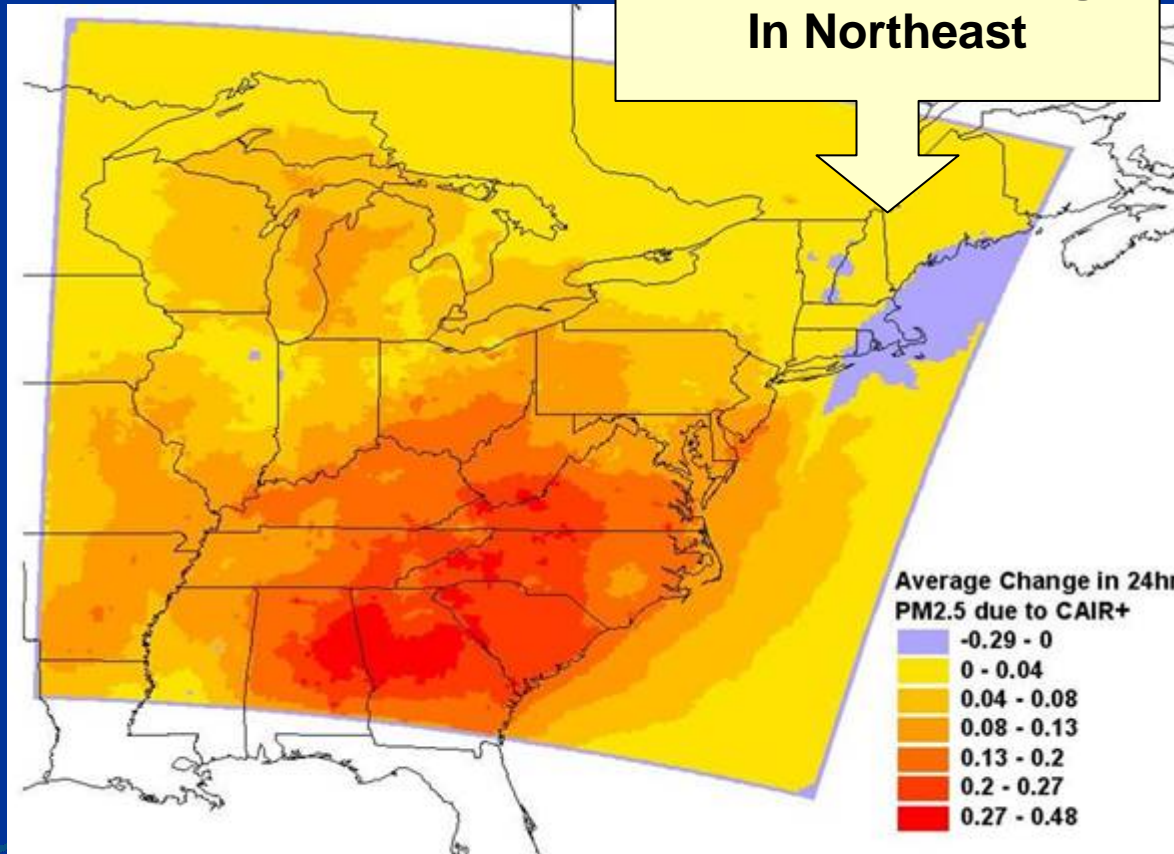 In Northeast
Average Change in 24hr
PM2.5 due to CAIR+
-0.29 - 0
0 - 0.04
0.04 - 0.08
0.08 - 0.13
0.13 - 0.2
0.2 - 0.27
0.27 - 0.48